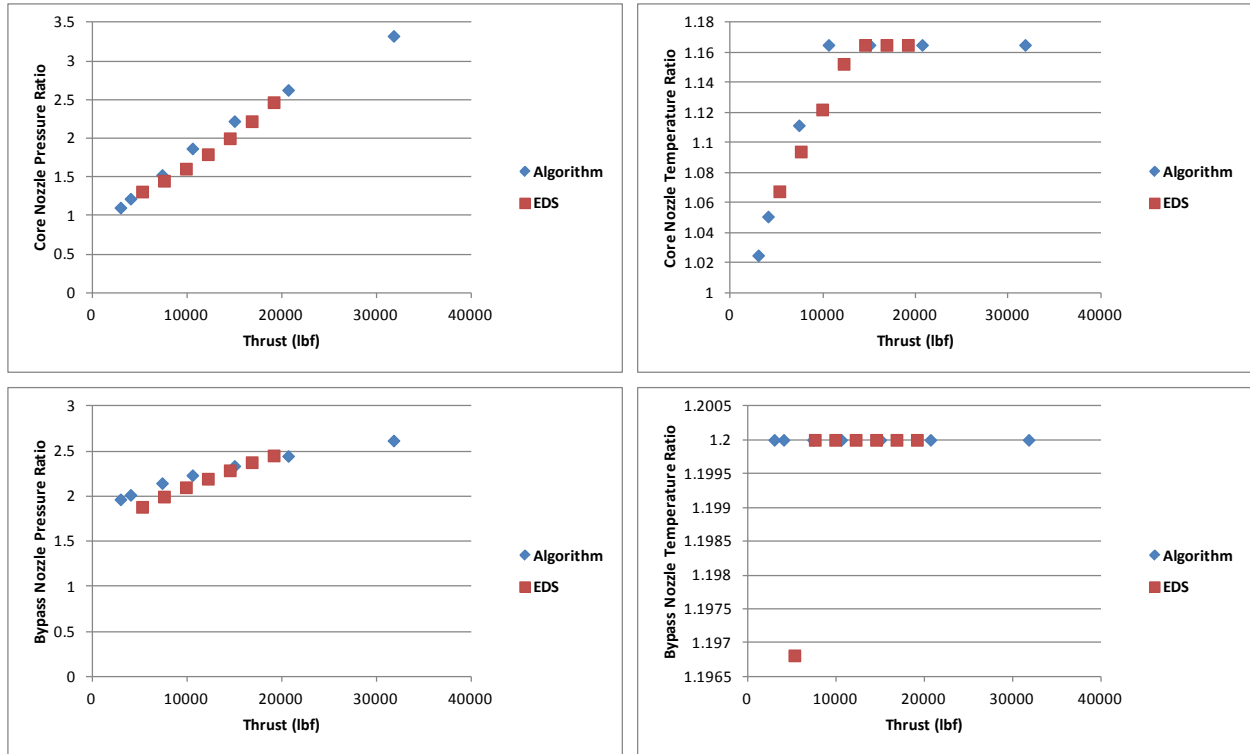 Core Nozzle Pressure Ratio
3.5
3
2.5
2
1.5
1
0.5
0
0 10000 20000 30000 40000
Thrust (lbf)
Algorithm
EDS
Core Nozzle Temperature Ratio
1.18
1.16
1.14
1.12
1.1
1.08
1.06
1.04
1.02
1
0 10000 20000 30000 40000
Thrust (lbf)
Algorithm
EDS
Bypass Nozzle Pressure Ratio
3
2.5
2
1.5
1
0.5
0
0 10000 20000 30000 40000
Thrust (lbf)
Algorithm
EDS
Bypass Nozzle Temperature Ratio
1.2005
1.2
1.1995
1.199
1.1985
1.198
1.1975
1.197
1.1965
0 10000 20000 30000 40000
Thrust (lbf)
Algorithm
EDS